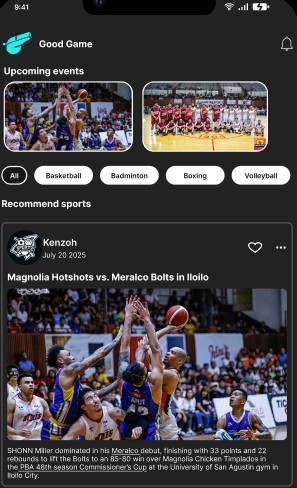 9:41
Good Game
Upcoming events
All
Basketball
Badminton
Boxing
Volleyball
Recommend sports
Kenzoh
July 20 2025
Magnolia Hotshots vs. Meralco Bolts in Iloilo
SHONN Miller dominated in his Meralco debut, finishing with 33 points and 22
rebounds to lift the Bolts to an 85-80 win over Magnolia Chicken Timplados in
the PBA 48th season Commissioner's Cup at the University of San Agustin gym in
Iloilo City.